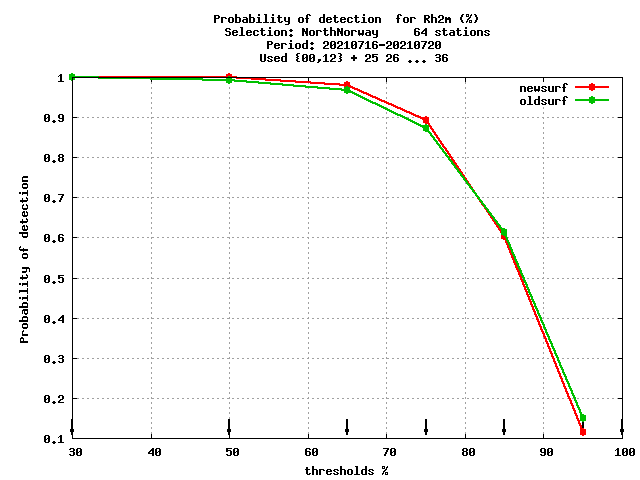 Probability of detection  for Rh2m (%)
Selection: NorthNorway     64 stations
Period: 20210716-20210720
Used {00,12} + 25 26 ... 36
newsurf
oldsurf
1
0.9
0.8
0.7
0.6
0.5
0.4
0.3
0.2
0.1
Probability of detection
30 40 50 60 70 80 90 100
thresholds %